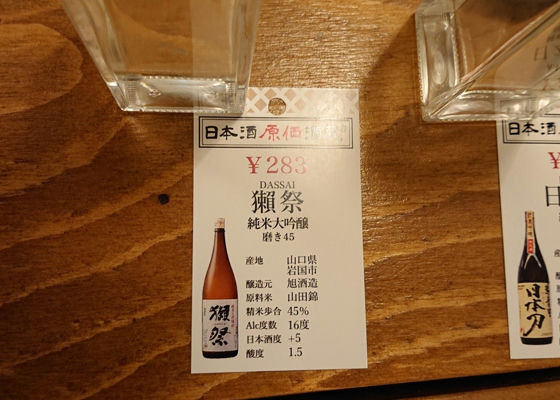 日本酒原価酒
¥283
DASSAI
獺祭
純米大吟醸
磨き45
産地 山口県
岩国市
醸造元 旭酒造
原料米 山田錦
精米歩合 45%
Alc度数 16度
日本酒度 +5
酸度 1.5
獺祭
日本酒原価
¥
日
日本刀